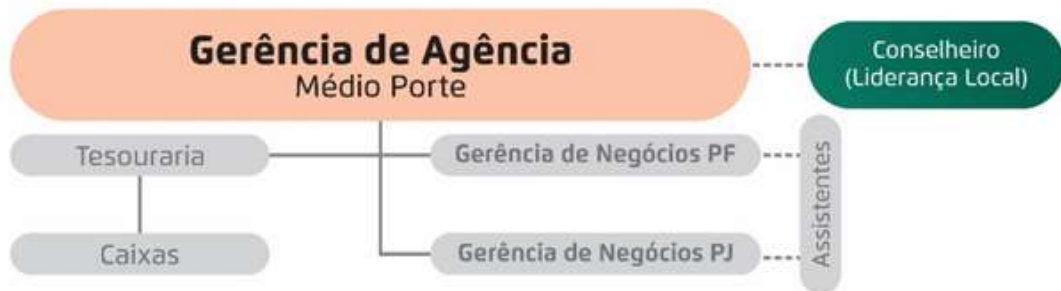 Gerência de Agência
Médio Porte
Conselheiro
(Liderança Local)
Tesouraria
Gerência de Negócios PF
Assistentes
Caixas
Gerência de Negócios PJ